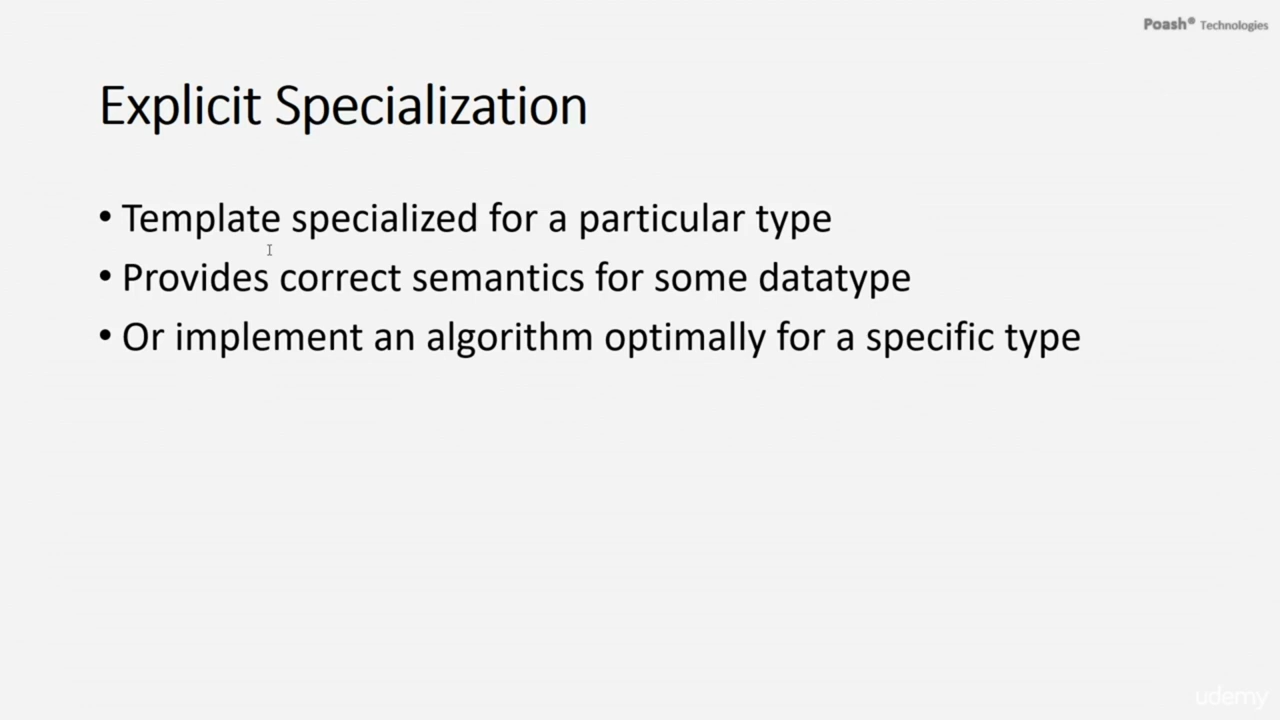 Poash® Technologies
Explicit Specialization
• Template specialized for a particular type
• Provides correct semantics for some datatype
• Or implement an algorithm optimally for a specific type
udemy